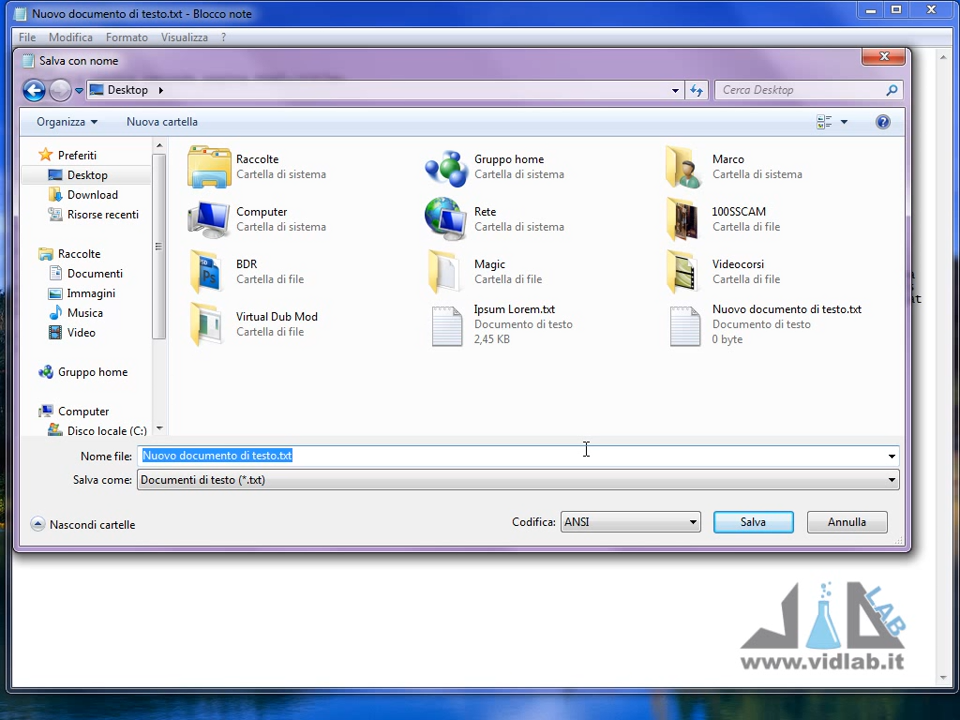 Nuovo documento di testo.txt - Blocco note
File Modifica Formato Visualizza ?
Salva con nome
Desktop
Cerca Desktop
Organizza
Nuova cartella
Preferiti
Desktop
Download
Risorse recenti
Raccolte
Documenti
Immagini
Musica
Video
Gruppo home
Computer
Disco locale (C:)
Raccolte
Cartella di sistema
Gruppo home
Cartella di sistema
Marco
Cartella di sistema
Computer
Cartella di sistema
Rete
Cartella di sistema
100SSCAM
Cartella di file
BDR
Cartella di file
Magic
Cartella di file
Videocorsi
Cartella di file
Virtual Dub Mod
Cartella di file
Ipsum Lorem.txt
Documento di testo
2,45 KB
Nuovo documento di testo.txt
Documento di testo
0 byte
Nome file: Nuovo documento di testo.txt
Salva come: Documenti di testo (*.txt)
Nascondi cartelle
Codifica: ANSI
Salva
Annulla
LAB
www.vidlab.it